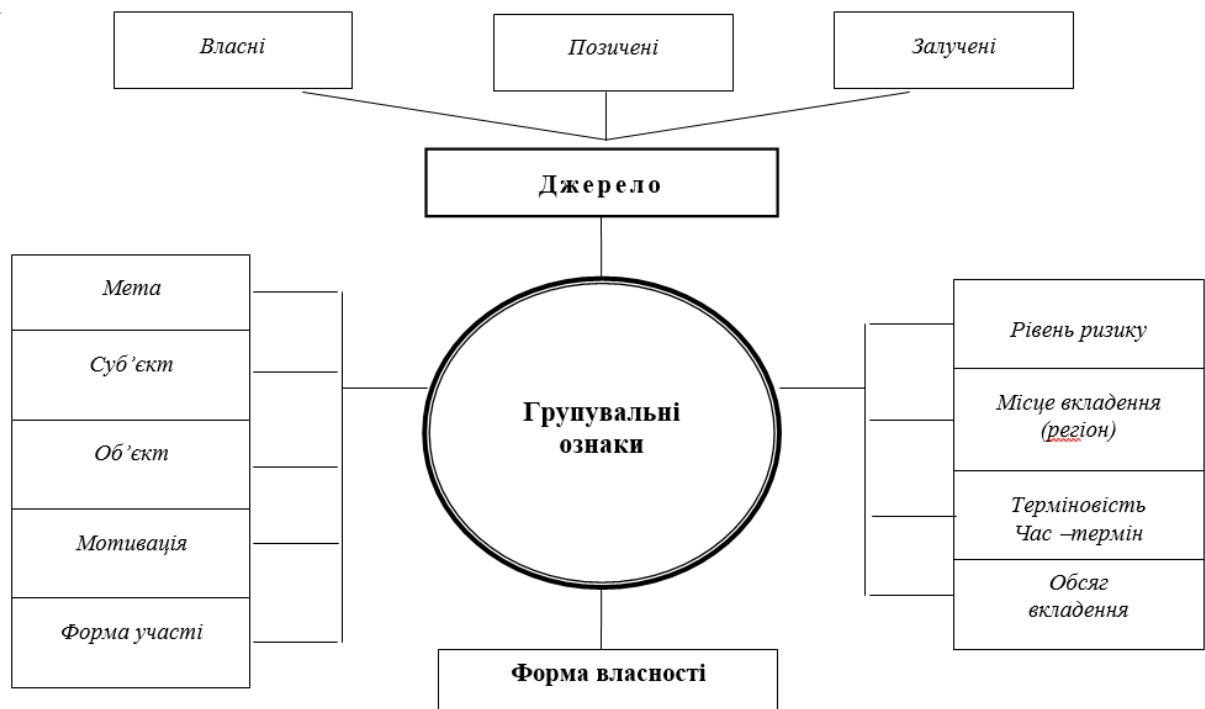 Власні
Позичені
Залучені
Джерело
Мета
Суб’єкт
Об’єкт
Мотивація
Форма участі
Групувальні
ознаки
Рівень ризику
Місце вкладення
(регіон)
Терміновість
Час –термін
Обсяг
вкладення
Форма власності